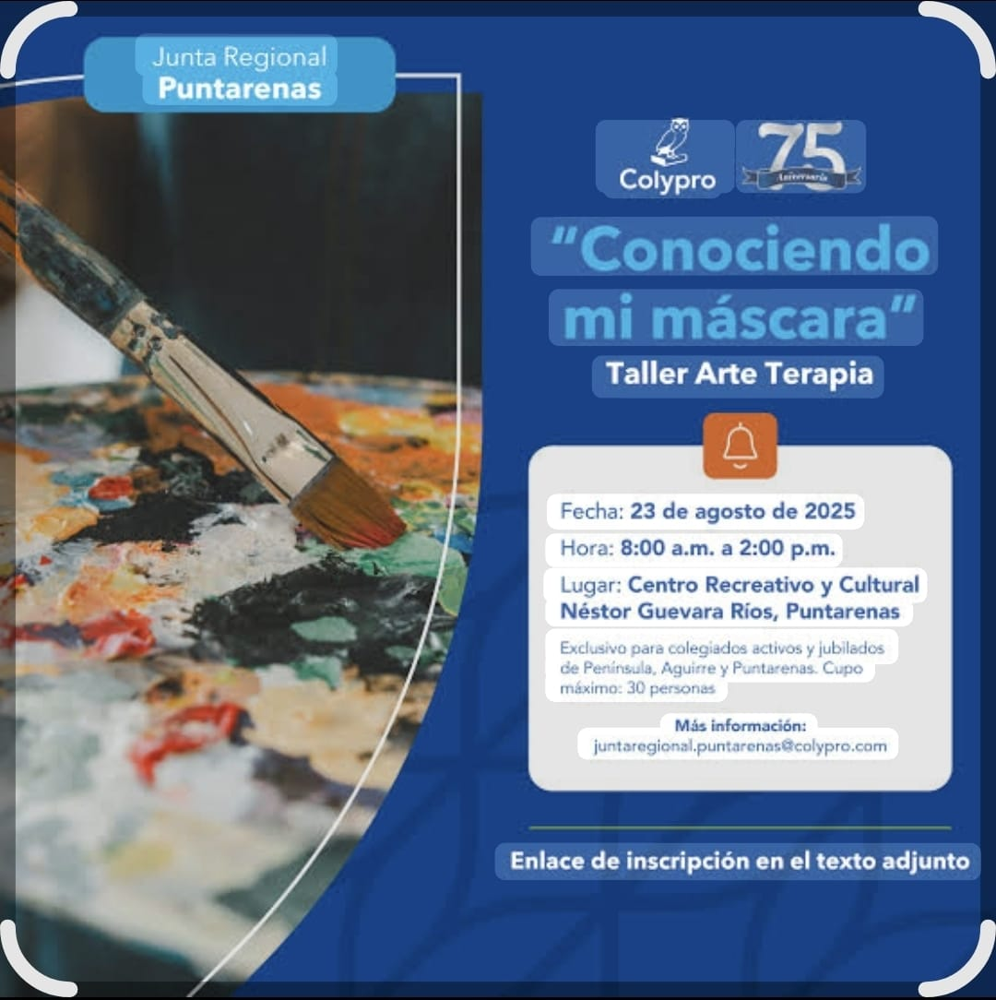 Junta Regional
Puntarenas
Colypro
75
Aniversario
“Conociendo
mi máscara”
Taller Arte Terapia
Fecha: 23 de agosto de 2025
Hora: 8:00 a.m. a 2:00 p.m.
Lugar: Centro Recreativo y Cultural
Néstor Guevara Ríos, Puntarenas
Exclusivo para colegiados activos y jubilados
de Península, Aguirre y Puntarenas. Cupo
máximo: 30 personas
Más información:
juntaregional.puntarenas@colypro.com
Enlace de inscripción en el texto adjunto